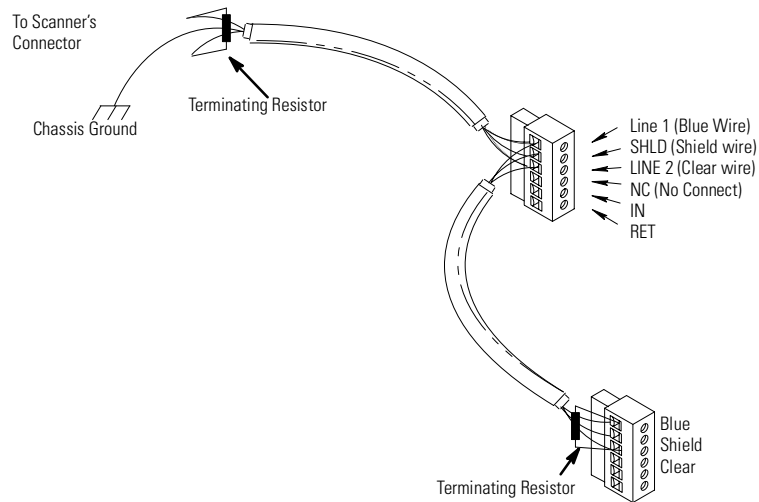 To Scanner's
Connector
Terminating Resistor
Chassis Ground
Line 1 (Blue Wire)
SHLD (Shield wire)
LINE 2 (Clear wire)
NC (No Connect)
IN
RET
Blue
Shield
Clear
Terminating Resistor